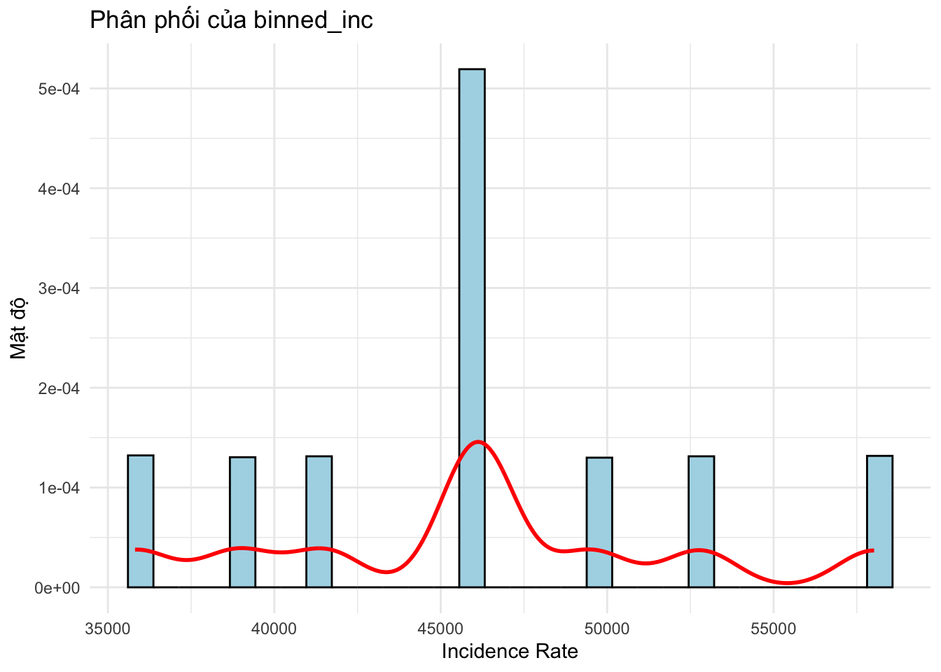 Phân phối của binned_inc
Mật độ
5e-04
4e-04
3e-04
2e-04
1e-04
0e+00
35000 40000 45000 50000 55000
Incidence Rate